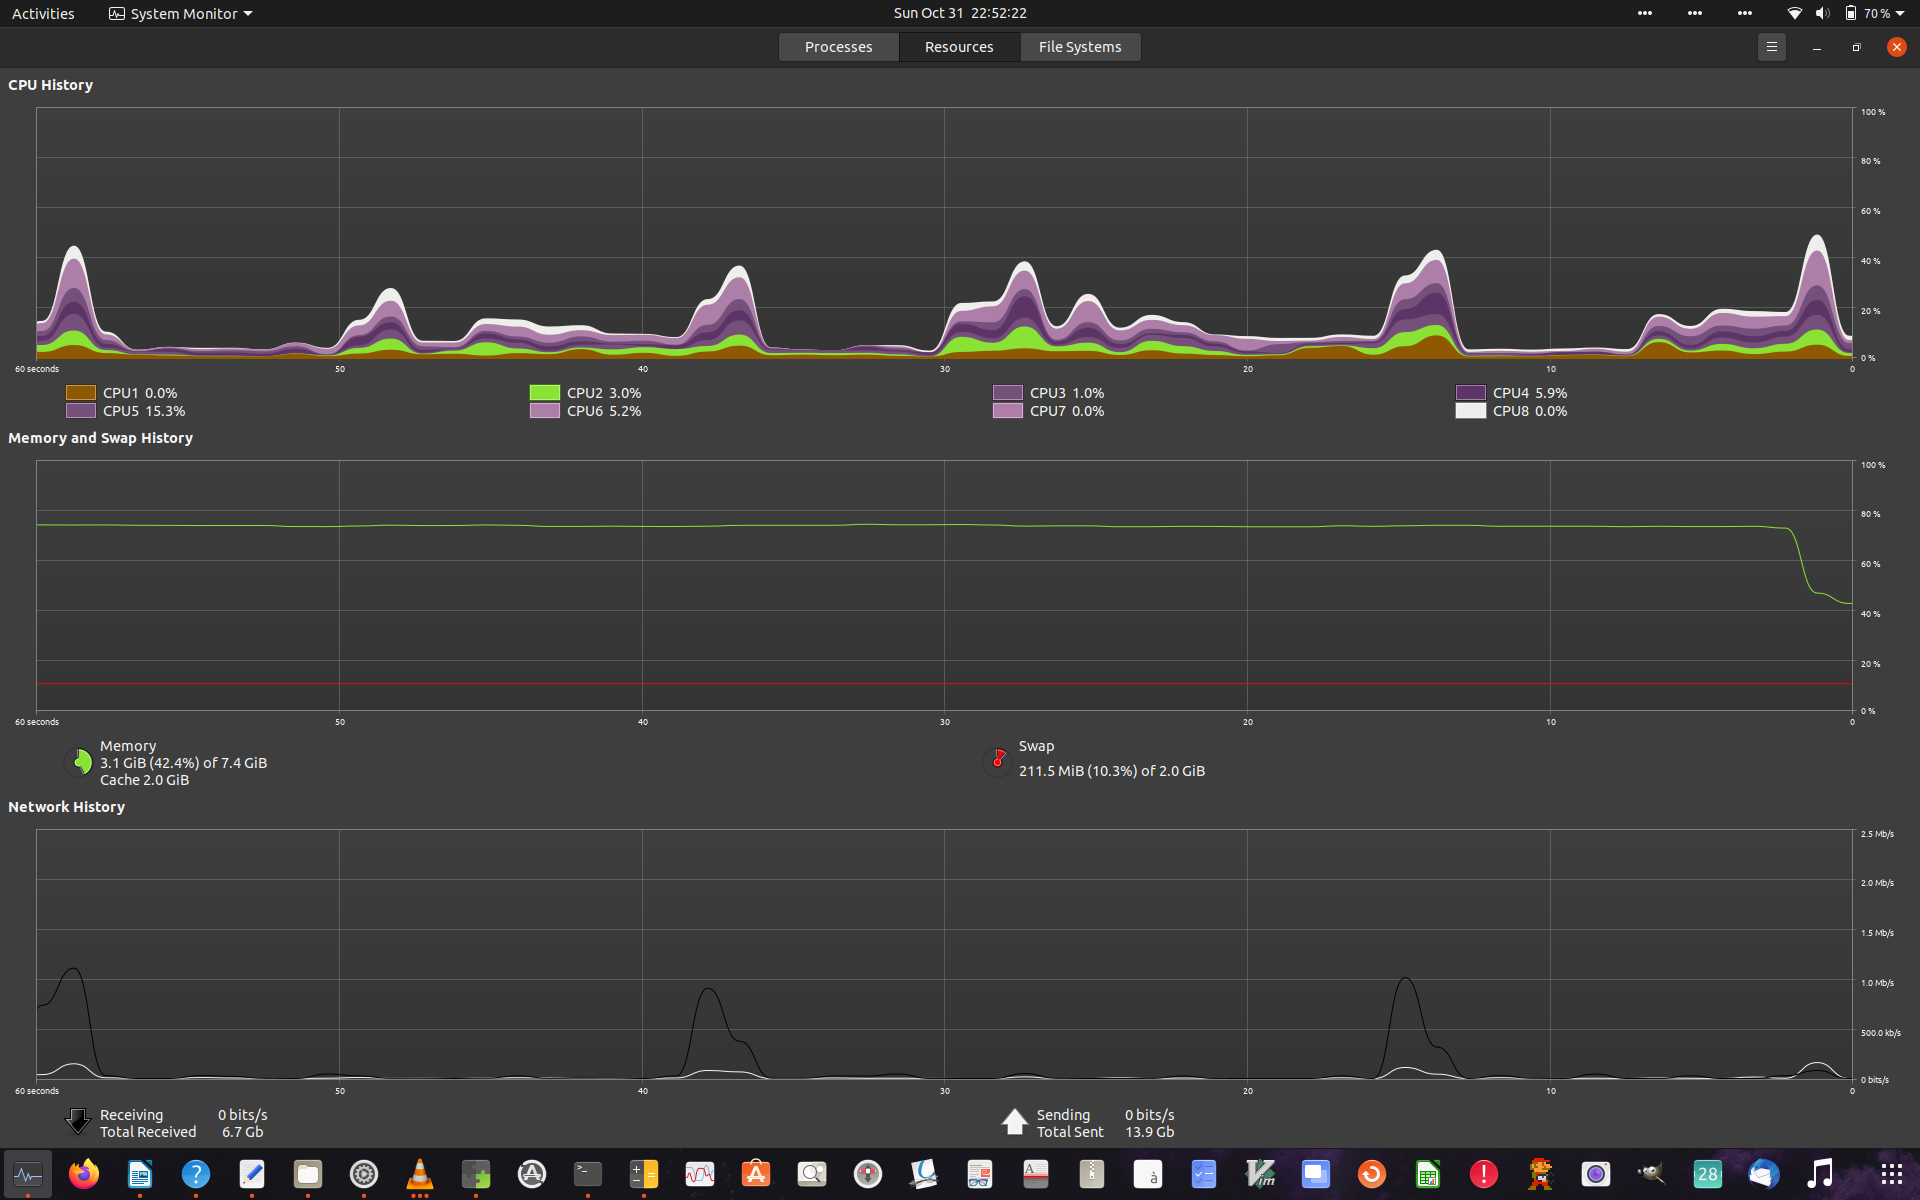 Activities System Monitor Sun Oct 31 22:52:22 70 %
Processes Resources File Systems
CPU History
100 %
80 %
60 %
40 %
20 %
0 %
60 seconds 50 40 30 20 10 0
CPU1 0.0% CPU2 3.0% CPU3 1.0% CPU4 5.9%
CPU5 15.3% CPU6 5.2% CPU7 0.0% CPU8 0.0%
Memory and Swap History
100 %
80 %
60 %
40 %
20 %
0 %
60 seconds 50 40 30 20 10 0
Memory
3.1 GiB (42.4%) of 7.4 GiB
Cache 2.0 GiB
Swap
211.5 MiB (10.3%) of 2.0 GiB
Network History
2.5 Mb/s
2.0 Mb/s
1.5 Mb/s
1.0 Mb/s
500.0 kb/s
0 bits/s
60 seconds 50 40 30 20 10 0
Receiving 0 bits/s
Total Received 6.7 Gb
Sending 0 bits/s
Total Sent 13.9 Gb
28